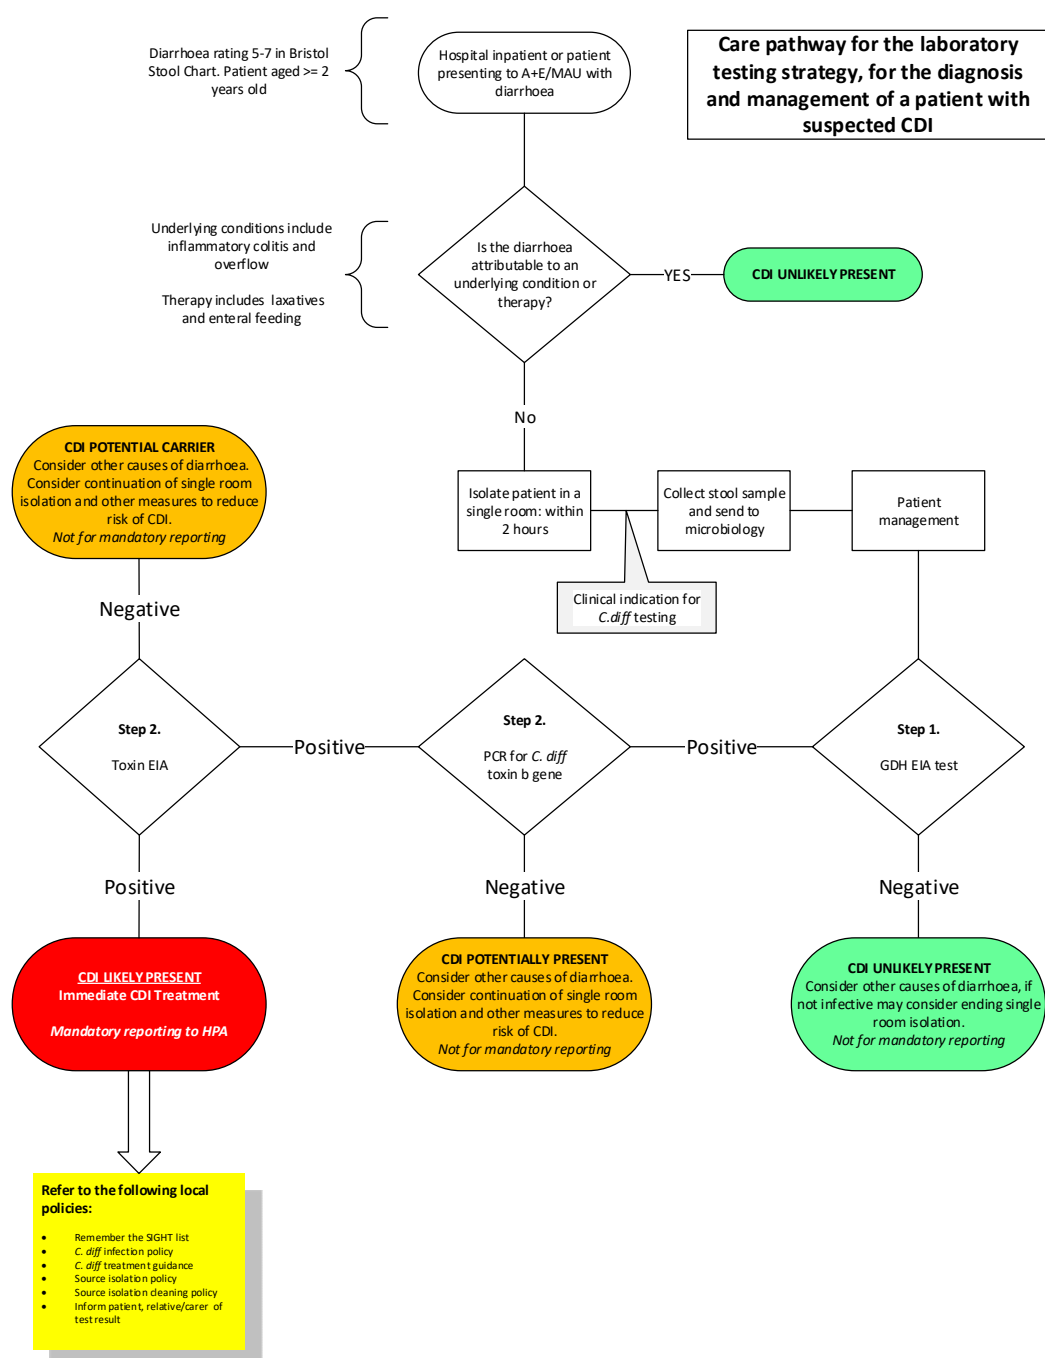 Diarrhoea rating 5-7 in Bristol
Stool Chart. Patient aged >= 2
years old
Hospital inpatient or patient
presenting to A+E/MAU with
diarrhoea
Care pathway for the laboratory
testing strategy, for the diagnosis
and management of a patient with
suspected CDI
Underlying conditions include
inflammatory colitis and
overflow
Therapy includes laxatives
and enteral feeding
Is the diarrhoea
attributable to an
underlying condition or
therapy?
YES
CDI UNLIKELY PRESENT
No
CDI POTENTIAL CARRIER
Consider other causes of diarrhoea.
Consider continuation of single room
isolation and other measures to reduce
risk of CDI.
Not for mandatory reporting
Isolate patient in a
single room: within
2 hours
Collect stool sample
and send to
microbiology
Patient
management
Clinical indication for
C.diff testing
Negative
Step 2.
Toxin EIA
Positive
Step 2.
PCR for C. diff
toxin b gene
Positive
Step 1.
GDH EIA test
Positive
Negative
Negative
CDI LIKELY PRESENT
Immediate CDI Treatment
Mandatory reporting to HPA
CDI POTENTIALLY PRESENT
Consider other causes of diarrhoea.
Consider continuation of single room
isolation and other measures to reduce
risk of CDI.
Not for mandatory reporting
CDI UNLIKELY PRESENT
Consider other causes of diarrhoea, if
not infective may consider ending single
room isolation.
Not for mandatory reporting
Refer to the following local
policies:
• Remember the SIGHT list
• C. diff infection policy
• C. diff treatment guidance
• Source isolation policy
• Source isolation cleaning policy
• Inform patient, relative/carer of
test result